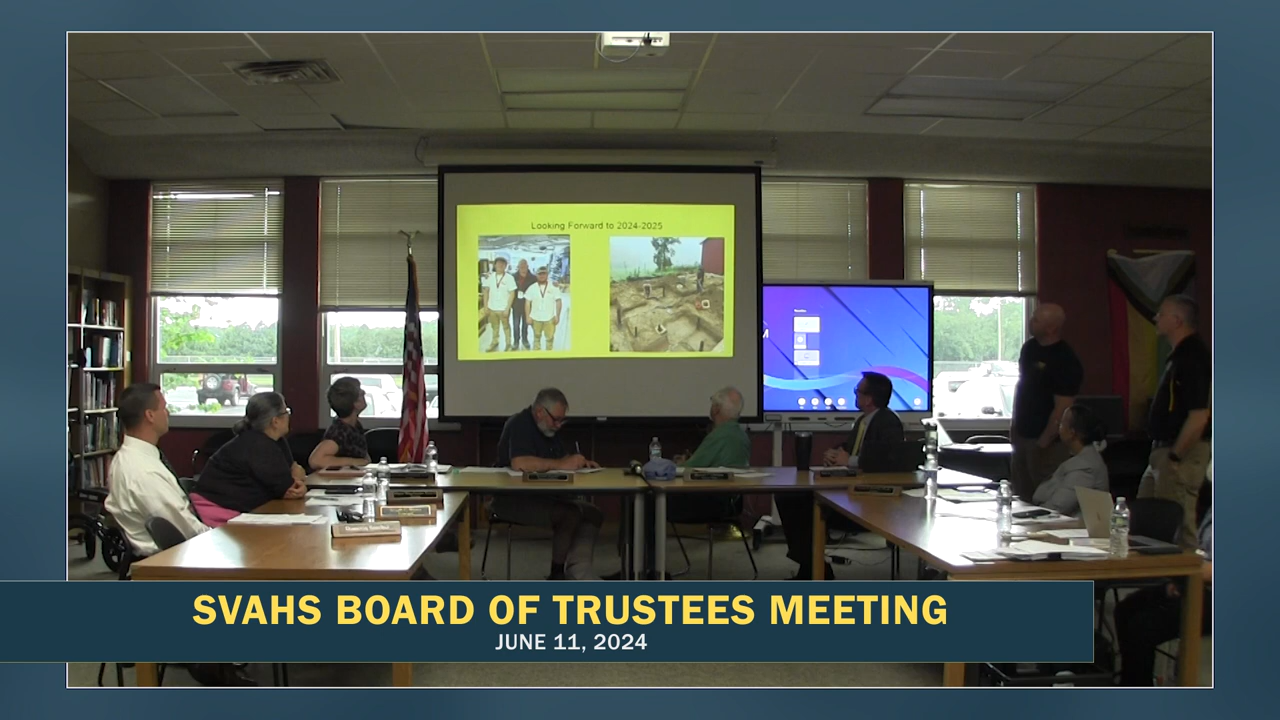 Looking Forward to 2024-2025
SVAHS BOARD OF TRUSTEES MEETING
JUNE 11, 2024